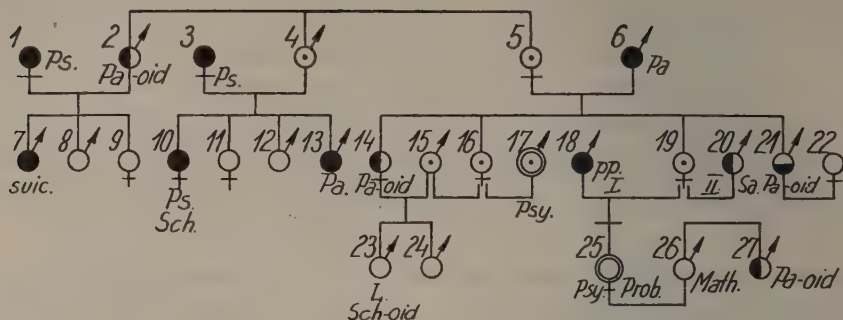 1 2 3 4 5 6
Ps. Pa-oid Ps. Pa
7 8 9 10 11 12 13 14 15 16 17 18 19 20 21 22
suic. Ps. Pa. Pa-oid Psy. pp. I II Sa. Pa-oid
Sch.
23 24 25 26 27
L Psy. Prob. Math. Pa-oid
Sch-oid